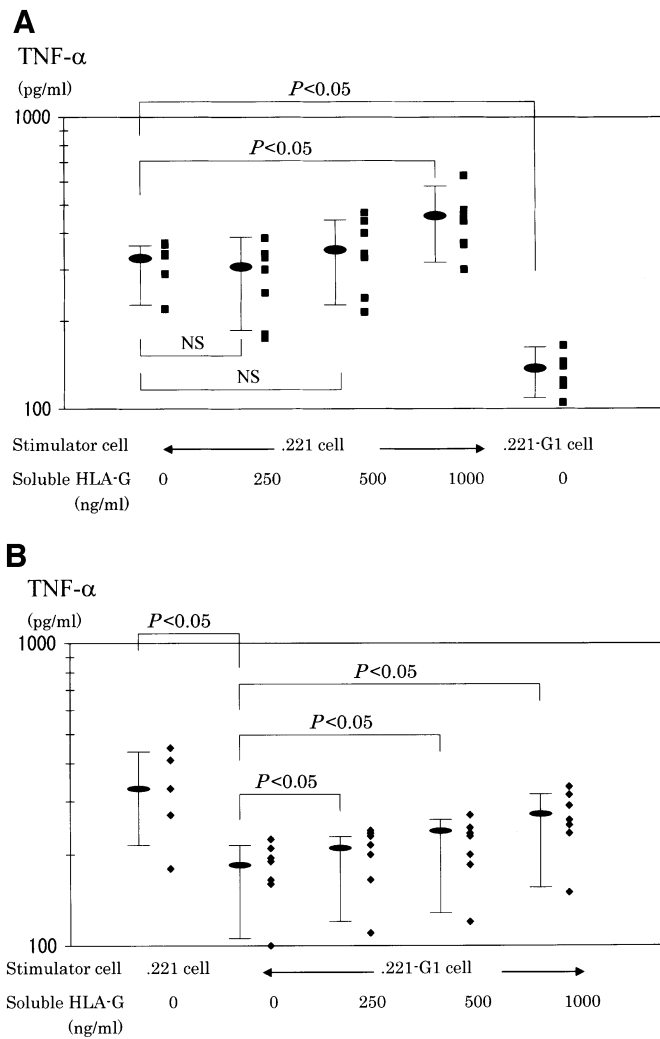 A
TNF-α
(pg/ml)
P<0.05
1000
P<0.05
NS
NS
100
Stimulator cell .221 cell .221-G1 cell
Soluble HLA-G 0 250 500 1000 0
(ng/ml)
B
TNF-α
(pg/ml)
P<0.05
1000
P<0.05
P<0.05
P<0.05
100
Stimulator cell .221 cell .221-G1 cell
Soluble HLA-G 0 0 250 500 1000
(ng/ml)